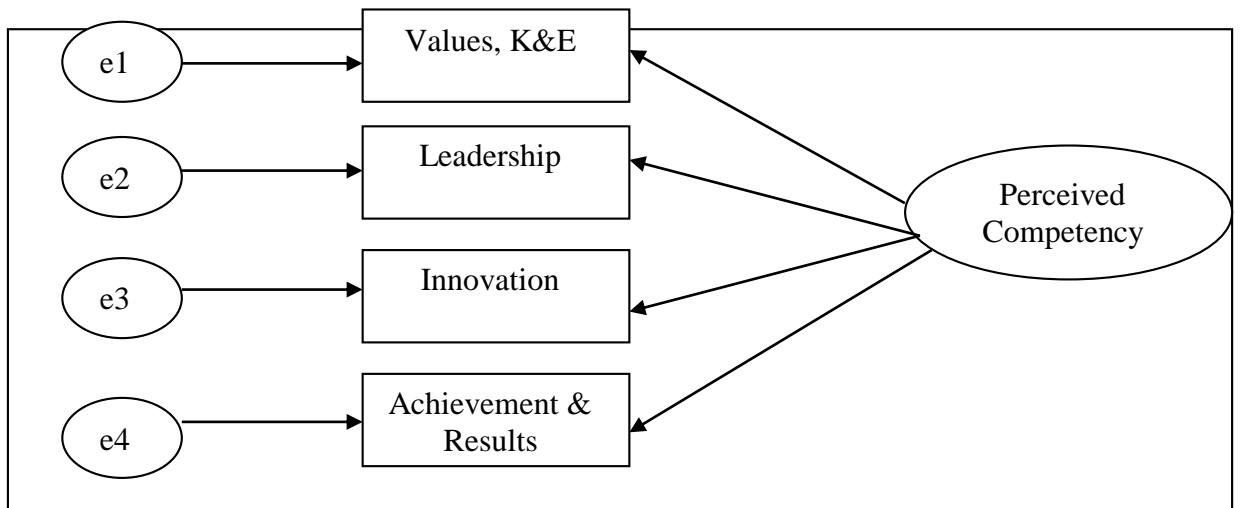 e1
Values, K&E
e2
Leadership
Perceived
Competency
e3
Innovation
e4
Achievement &
Results